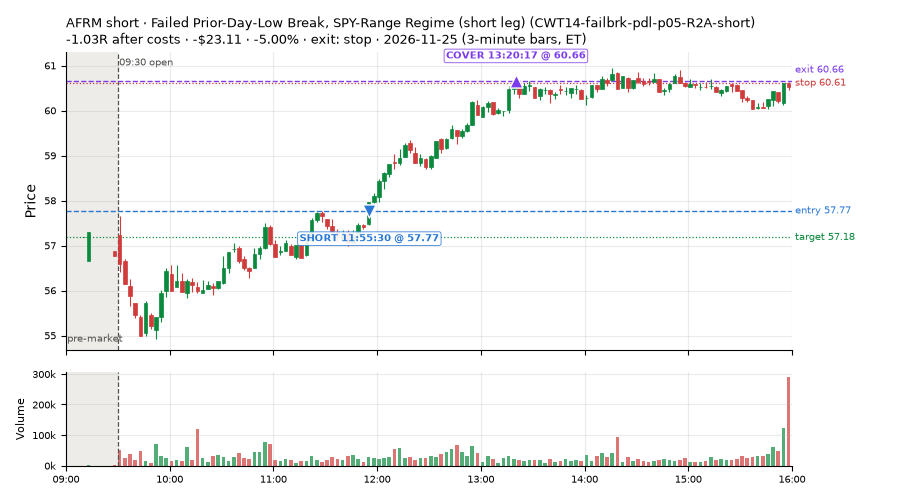 AFRM short · Failed Prior-Day-Low Break, SPY-Range Regime (short leg) (CWT14-failbrk-pdl-p05-R2A-short)
-1.03R after costs · -$23.11 · -5.00% · exit: stop · 2026-11-25 (3-minute bars, ET)
COVER 13:20:17 @ 60.66
09:30 open
exit 60.66
stop 60.61
entry 57.77
target 57.18
SHORT 11:55:30 @ 57.77
pre-market
Price
61
60
59
58
57
56
55
Volume
300k
200k
100k
0k
09:00
10:00
11:00
12:00
13:00
14:00
15:00
16:00